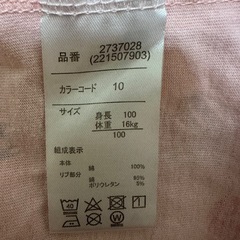 品番 2737028
(221507903)
カラーコード 10
サイズ 身長 100
体重 16kg
100
組成表示
本体 綿 100%
リブ部分 綿
ポリウレタン 5%
40
W